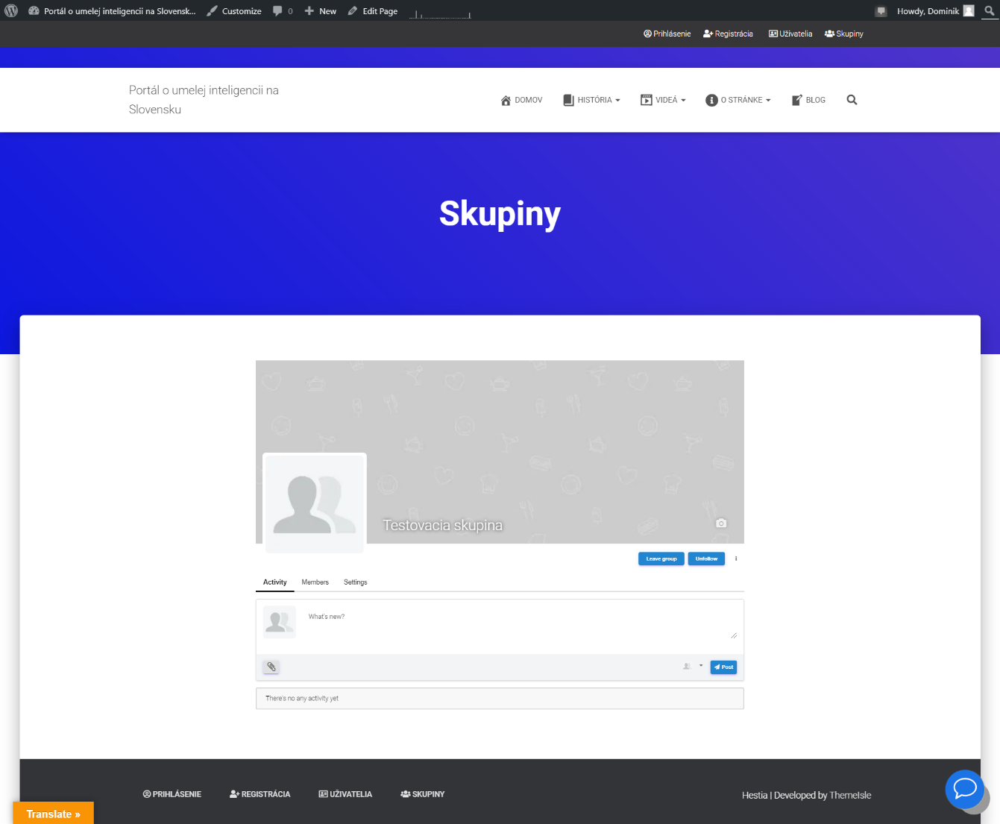 Portál o umelej inteligencii na Slovensk... Customize 0 New Edit Page Howdy, Dominik
Prihlásenie Registrácia Uživatelia Skupiny
Portál o umelej inteligencii na
Slovensku
DOMOV HISTÓRIA VIDEÁ O STRÁNKE BLOG
Skupiny
Testovacia skupina
Leave group Unfollow
Activity Members Settings
What's new?
Post
There's no any activity yet
PRIHLÁSENIE REGISTRÁCIA UŽIVATELIA SKUPINY
Hestia | Developed by ThemeIsle
Translate »